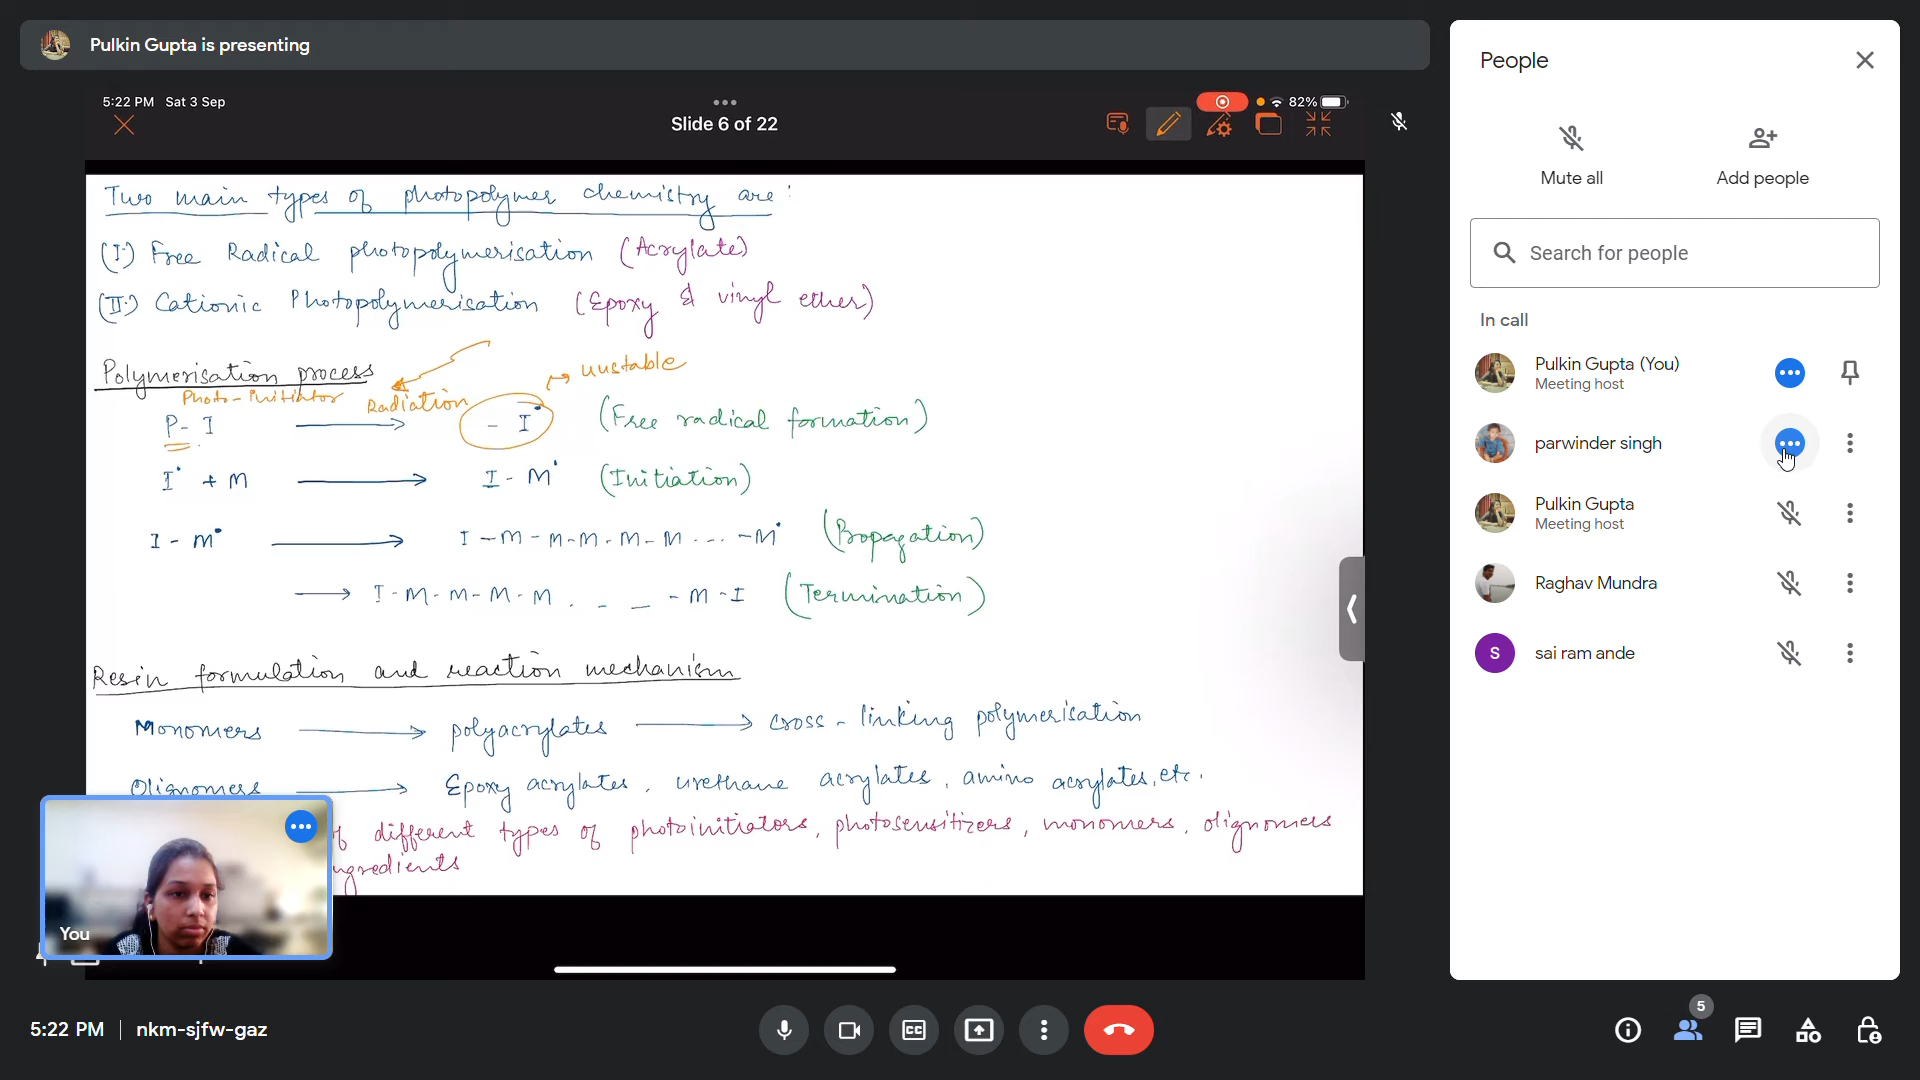 Pulkin Gupta is presenting
5:22 PM Sat 3 Sep
Slide 6 of 22
82%
Two main types of photopolymer chemistry are:
(I) Free Radical photopolymerisation (Acrylate)
(II) Cationic Photopolymerisation (Epoxy & vinyl ether)
Polymerisation process
unstable
Photo-initiator
Radiation
P- I → - I• (Free radical formation)
I• + M → I- M• (Initiation)
I - M• → I -M - M-M. M- M .... -M• (Propagation)
→ I-M- M- M- M . - _ - M - I (Termination)
Resin formulation and reaction mechanism
Monomers → polyacrylates → cross-linking polymerisation
Olignomers → Epoxy acrylates, urethane acrylates, amino acrylates, etc.
different types of photoinitiators, photosensitizers, monomers, olignomers
ngredients
You
5:22 PM | nkm-sjfw-gaz
CC
People
Mute all
Add people
Search for people
In call
Pulkin Gupta (You)
Meeting host
parwinder singh
Pulkin Gupta
Meeting host
Raghav Mundra
S
sai ram ande
5